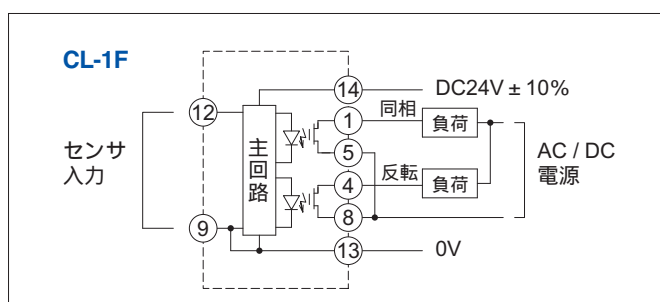 CL-1F
14
DC24V ± 10%
12
1
同相
負荷
センサ
入力
主回路
5
AC / DC
電源
4
反転
負荷
9
8
13
0V